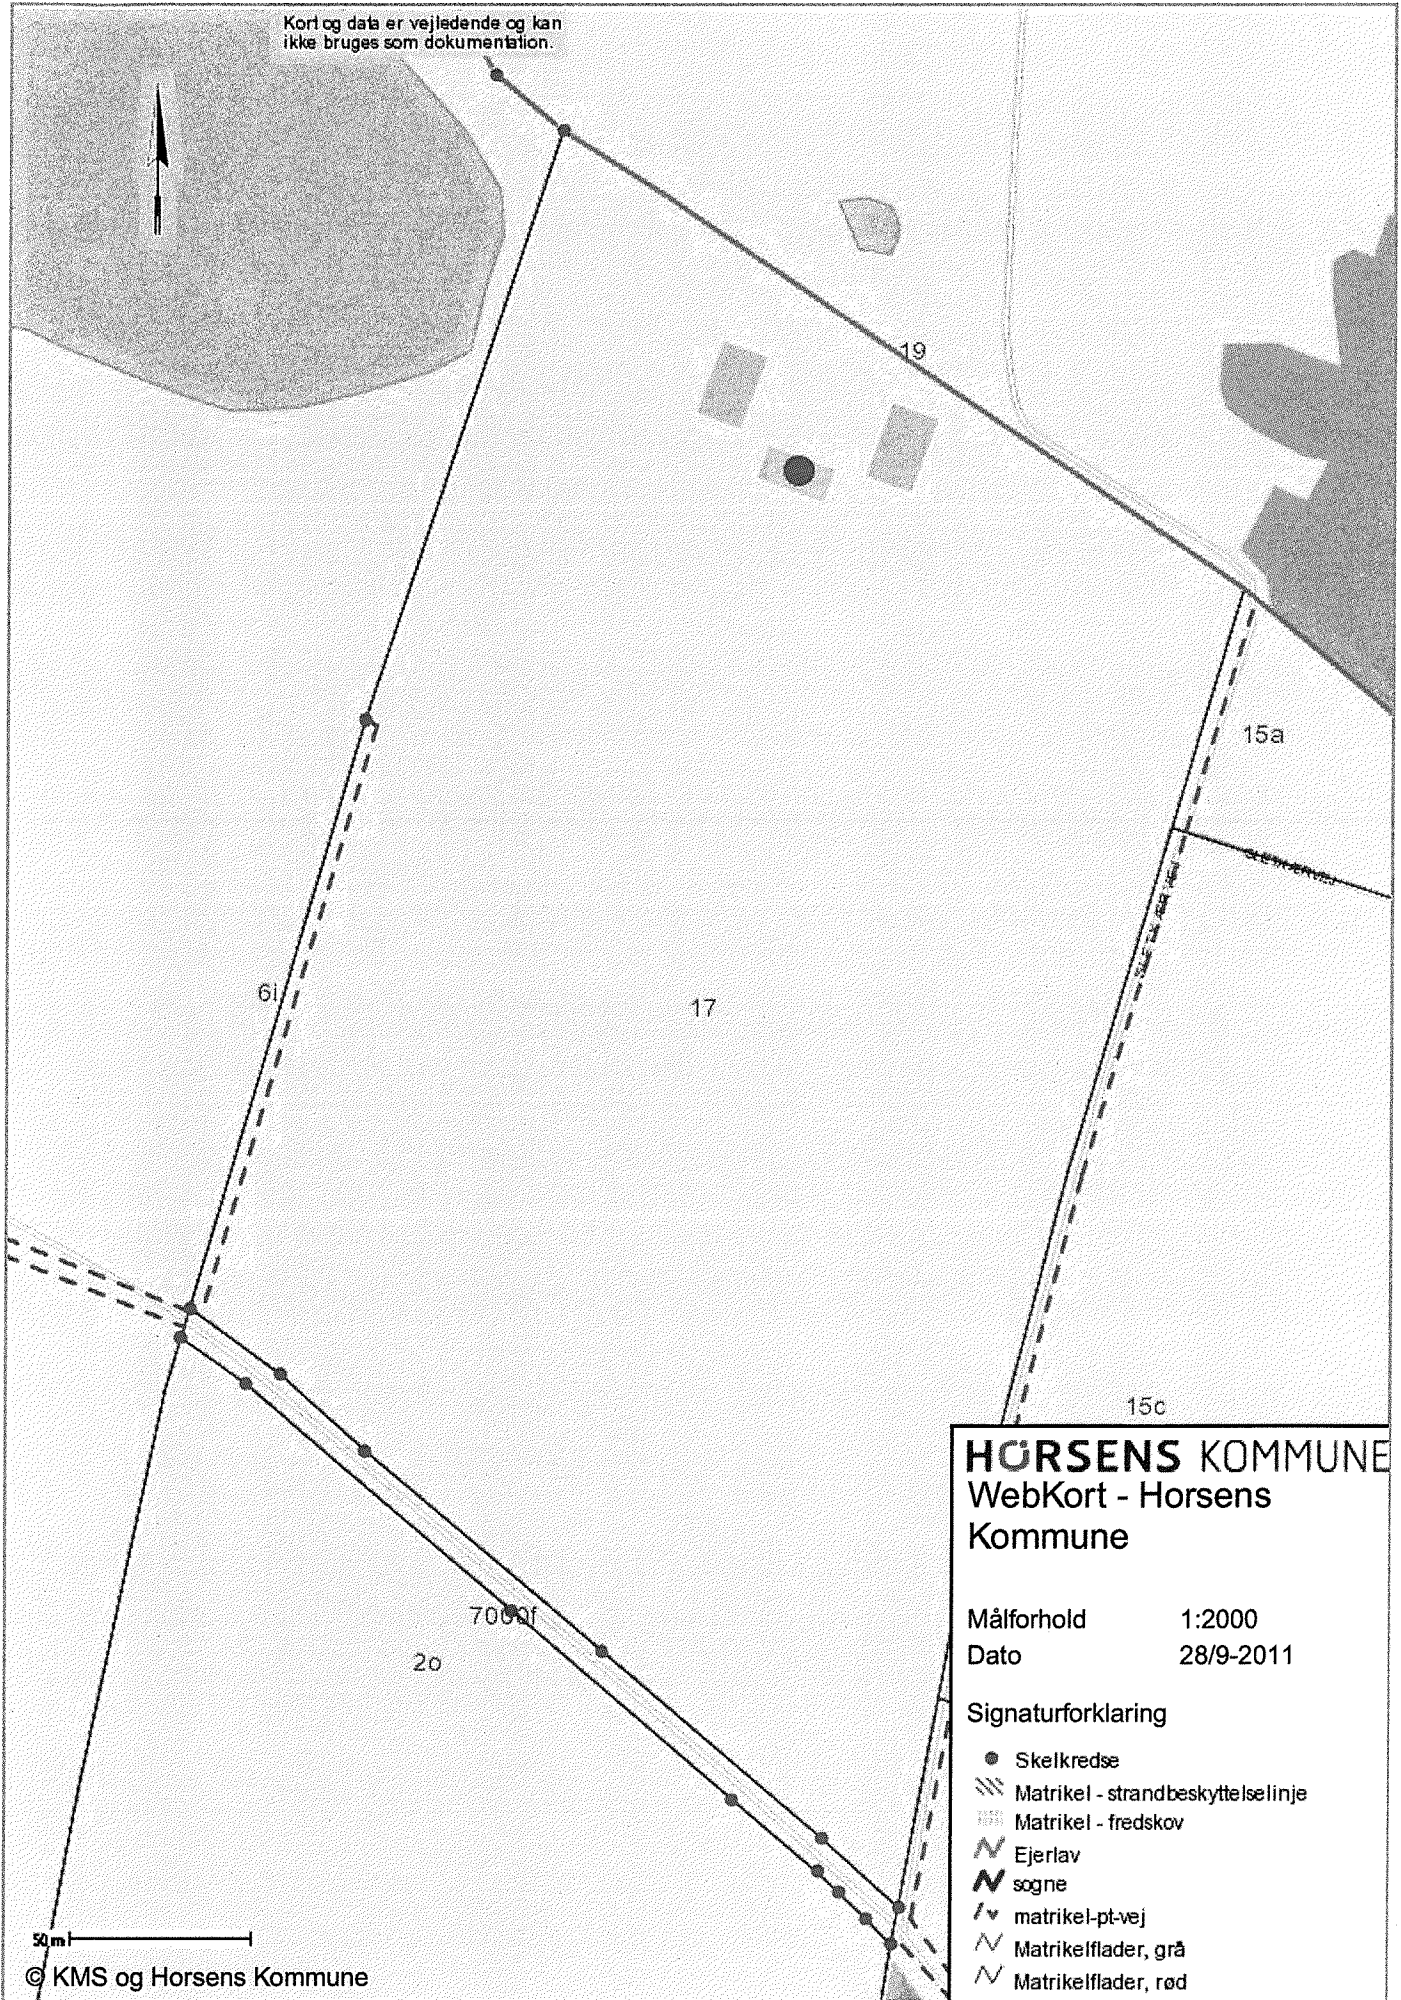 Kort og data er vejledende og kan
ikke bruges som dokumentation.
19
15a
SLETKÆRVEJ
SLETKÆRVEJ
6i
17
15c
7000f
2o
HORSENS KOMMUNE
WebKort - Horsens
Kommune
Målforhold 1:2000
Dato 28/9-2011
Signaturforklaring
Skelkredse
Matrikel - strandbeskyttelselinje
Matrikel - fredskov
Ejerlav
sogne
matrikel-pt-vej
Matrikelflader, grå
Matrikelflader, rød
50 m
© KMS og Horsens Kommune